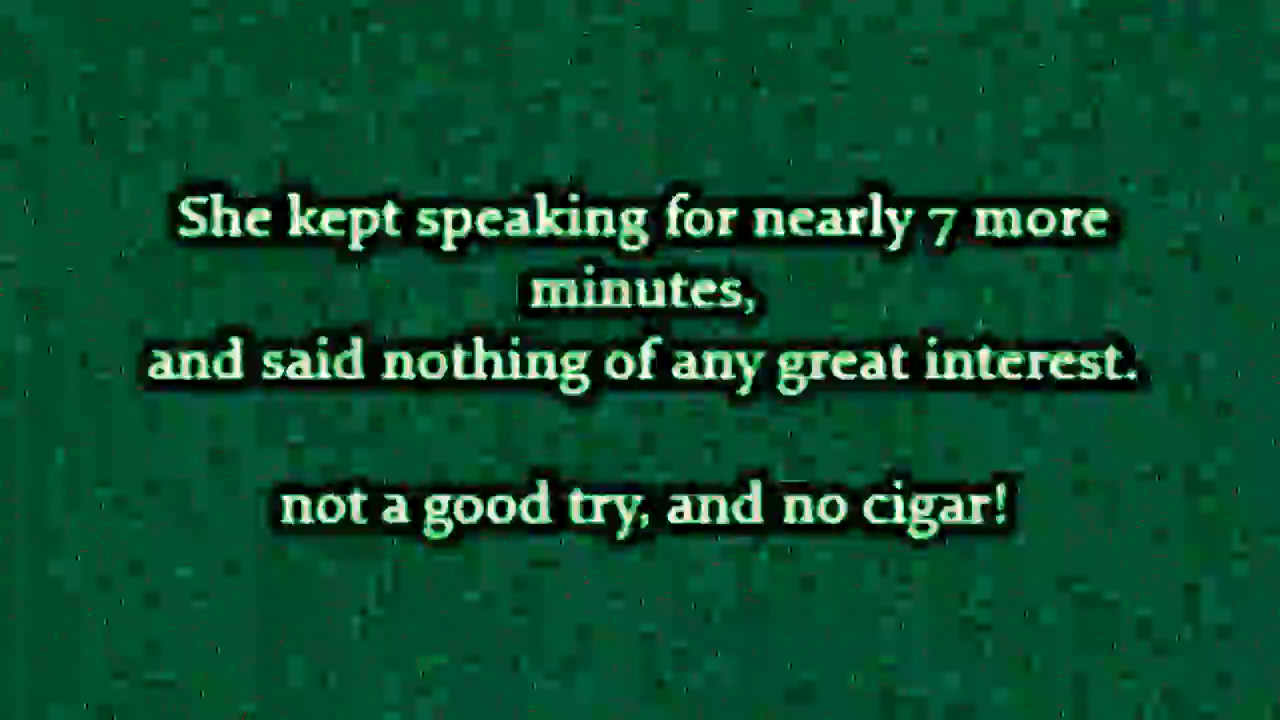 She kept speaking for nearly 7 more
minutes,
and said nothing of any great interest.
not a good try, and no cigar!